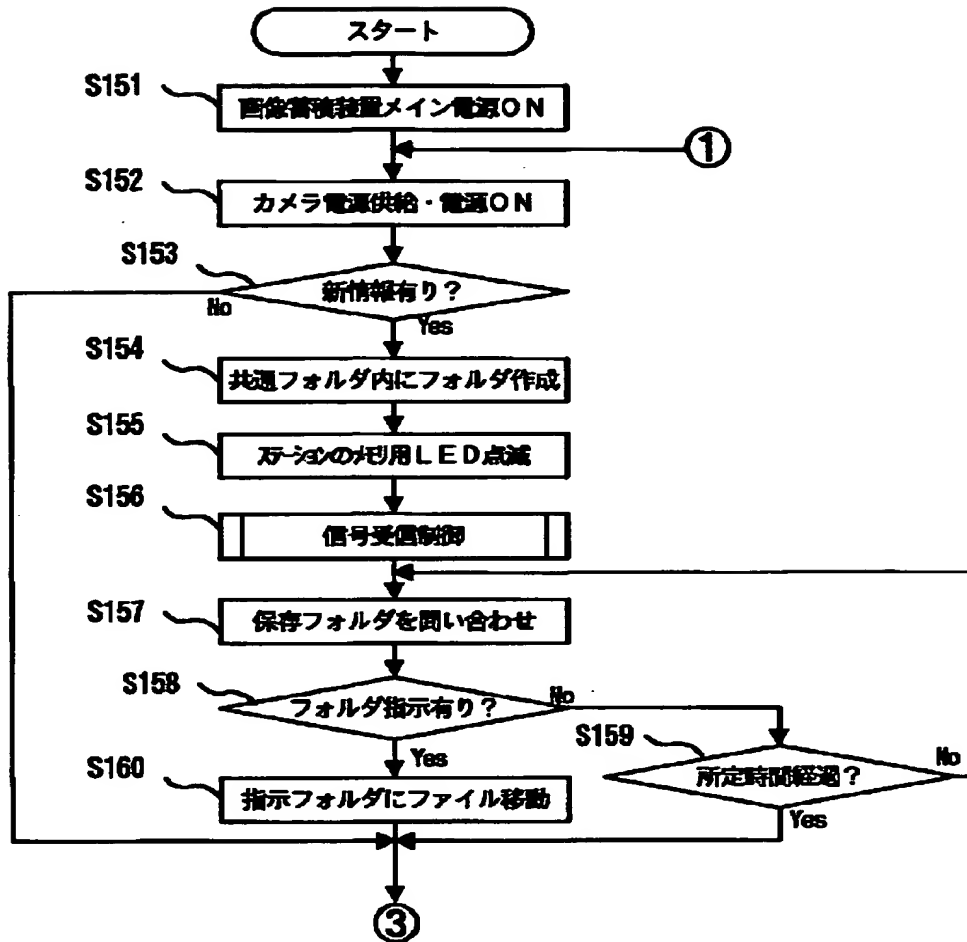 スタート
S151
画像蓄積装置メイン電源ON
①
S152
カメラ電源供給・電源ON
S153
新情報有り？
No
Yes
S154
共通フォルダ内にフォルダ作成
S155
ステーションのメモリ用LED点滅
S156
信号受信制御
S157
保存フォルダを問い合わせ
S158
フォルダ指示有り？
No
Yes
S159
所定時間経過？
No
Yes
S160
指示フォルダにファイル移動
③